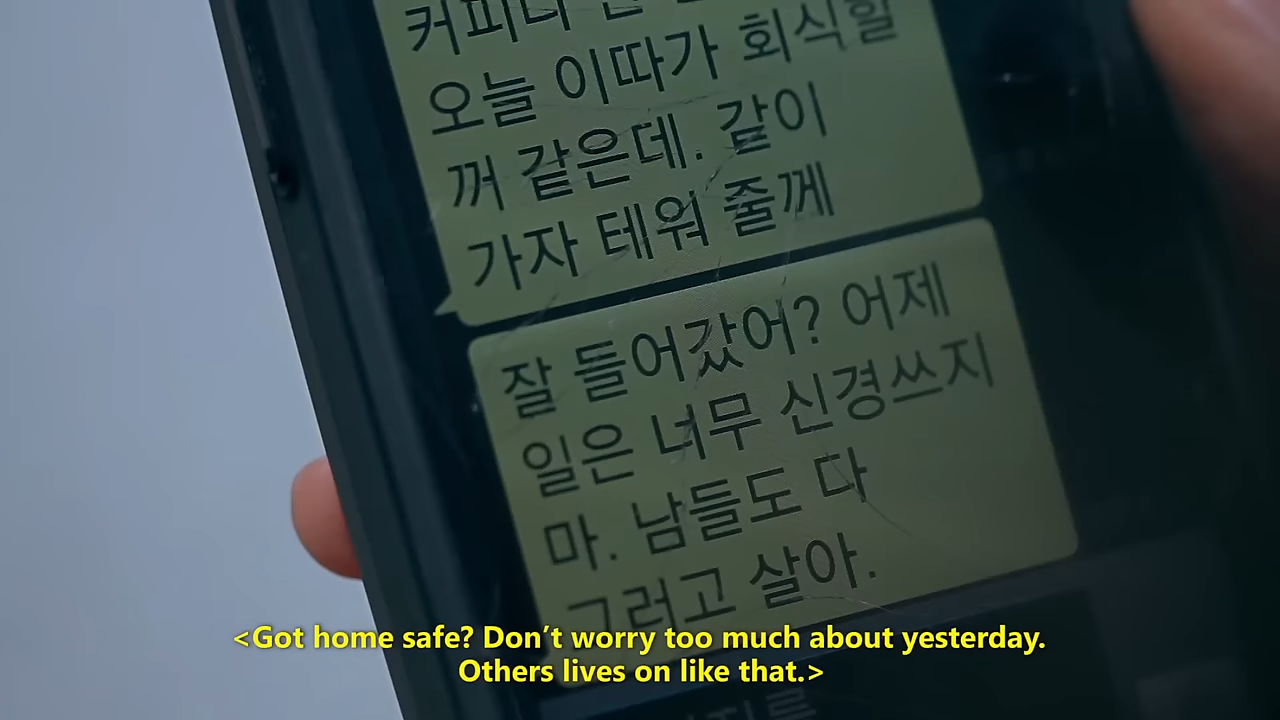 커피나
오늘 이따가 회식할
꺼 같은데. 같이
가자 테워 줄께
잘 들어갔어? 어제
일은 너무 신경쓰지
마. 남들도 다
그러고 살아.
<Got home safe? Don’t worry too much about yesterday.
Others lives on like that.>